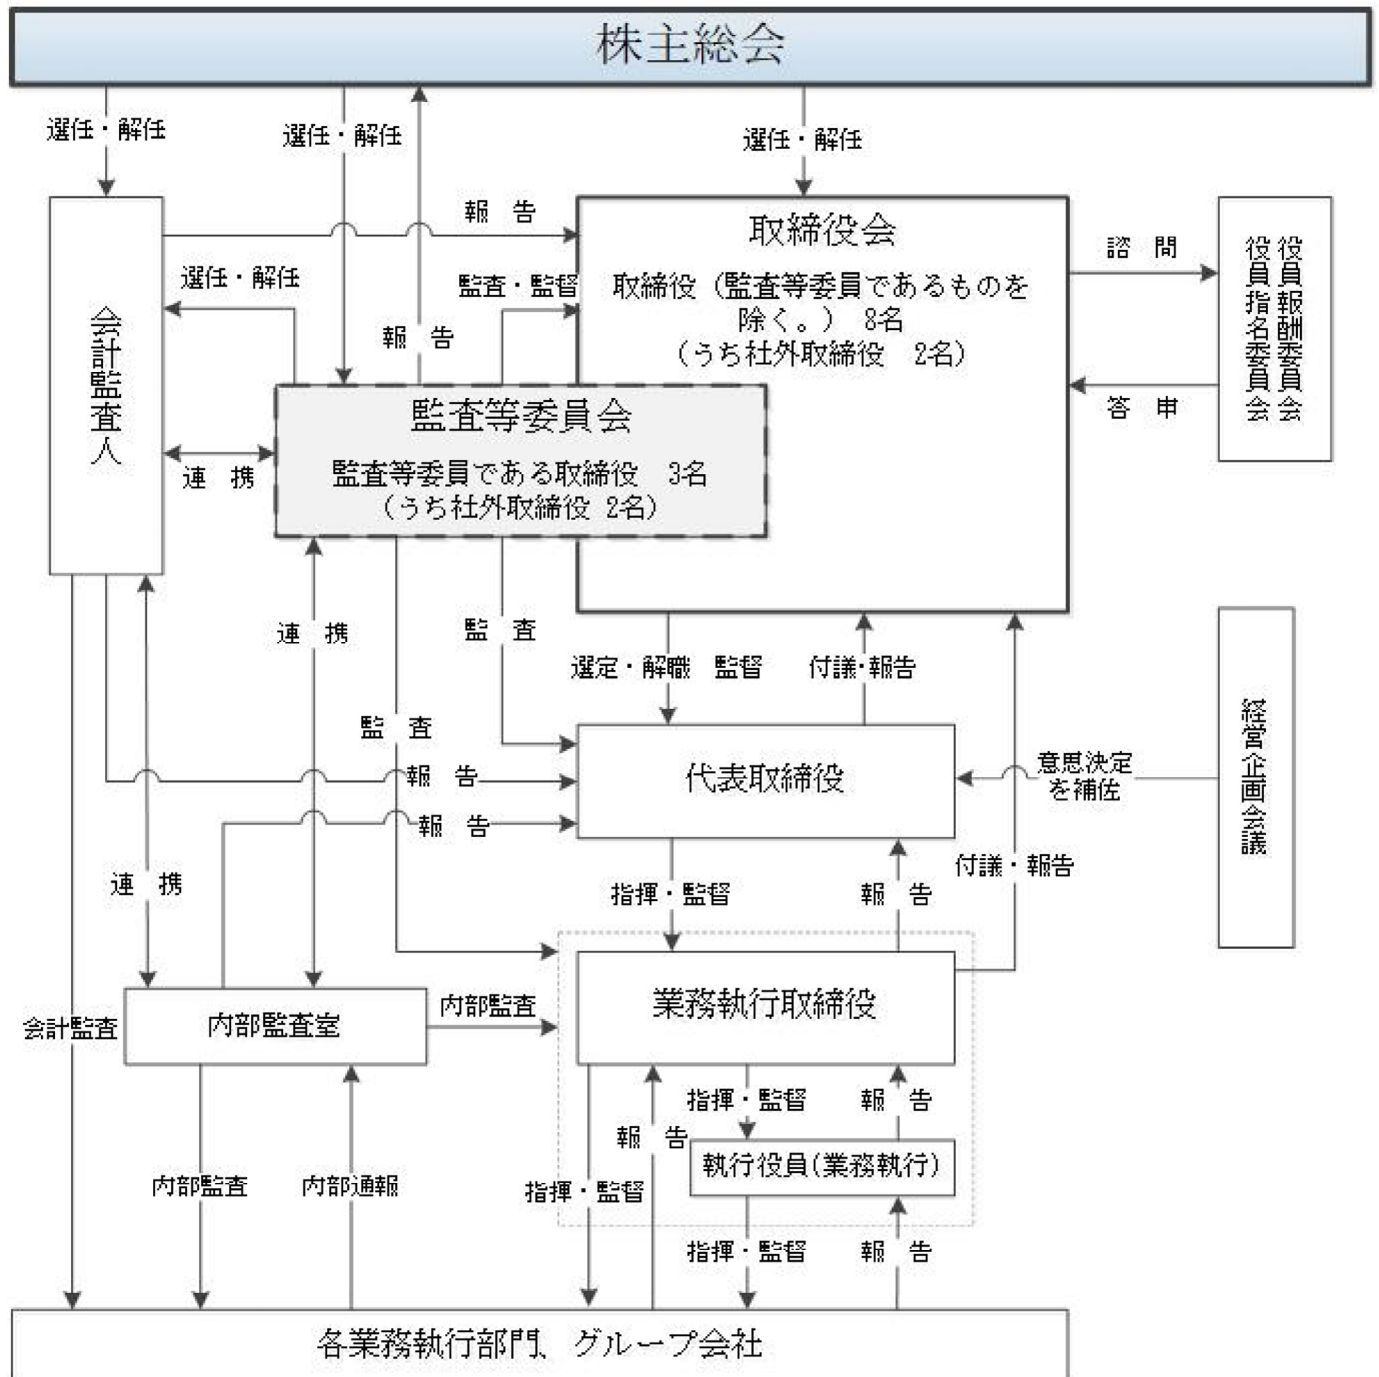 株主総会
選任・解任
選任・解任
選任・解任
報　告
報　告
選任・解任
監査・監督
会計監査人
取締役会
取締役（監査等委員であるものを
除く。）　8名
（うち社外取締役　2名）
諮　問
答　申
役員報酬委員会
役員指名委員会
監査等委員会
監査等委員である取締役　3名
（うち社外取締役 2名）
連　携
連　携
監　査
選定・解職　監督
付議・報告
監　査
報　告
代表取締役
意思決定
を補佐
経営企画会議
報　告
連　携
指揮・監督
報　告
付議・報告
業務執行取締役
内部監査
内部監査室
会計監査
指揮・監督
報　告
報　告
執行役員(業務執行)
内部監査
内部通報
指揮・監督
指揮・監督
報　告
各業務執行部門、グループ会社